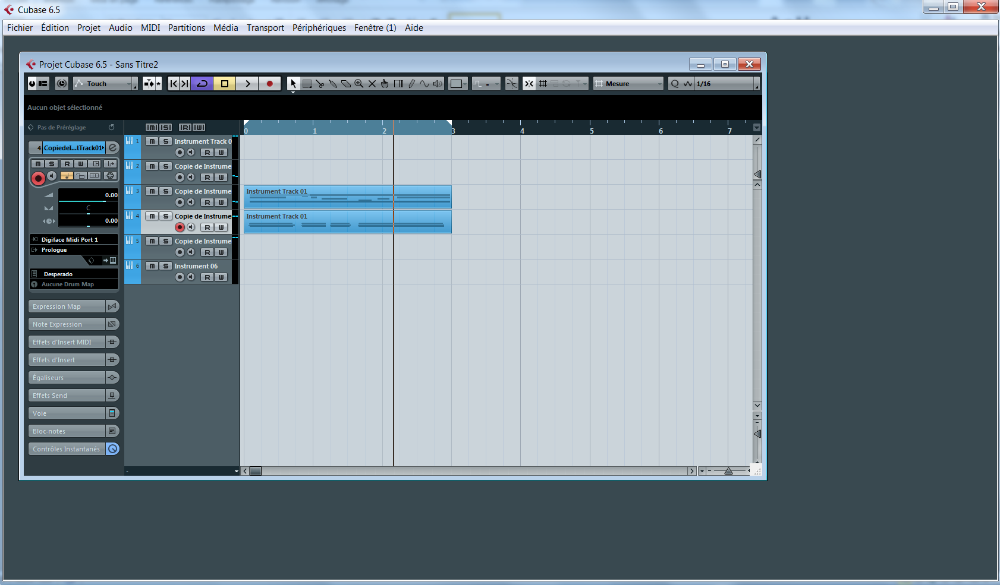 Cubase 6.5
Fichier Édition Projet Audio MIDI Partitions Média Transport Périphériques Fenêtre (1) Aide
Projet Cubase 6.5 - Sans Titre2
Touch Mesure Q 1/16
Aucun objet sélectionné
Pas de Préréglage
0 1 2 3 4 5 6 7
4 CopiedeI...tTrack01
M S R W
0.00
C
0.00
Digiface Midi Port 1
Prologue
Desperado
Aucune Drum Map
Expression Map
Note Expression
Effets d'Insert MIDI
Effets d'Insert
Égaliseurs
Effets Send
Voie
Bloc-notes
Contrôles Instantanés
M S R W
1 M S Instrument Track 0
R W
2 M S Copie de Instrume
R W
3 M S Copie de Instrume
R W
4 M S Copie de Instrume
R W
5 M S Copie de Instrume
R W
6 M S Instrument 06
R W
Instrument Track 01
Instrument Track 01